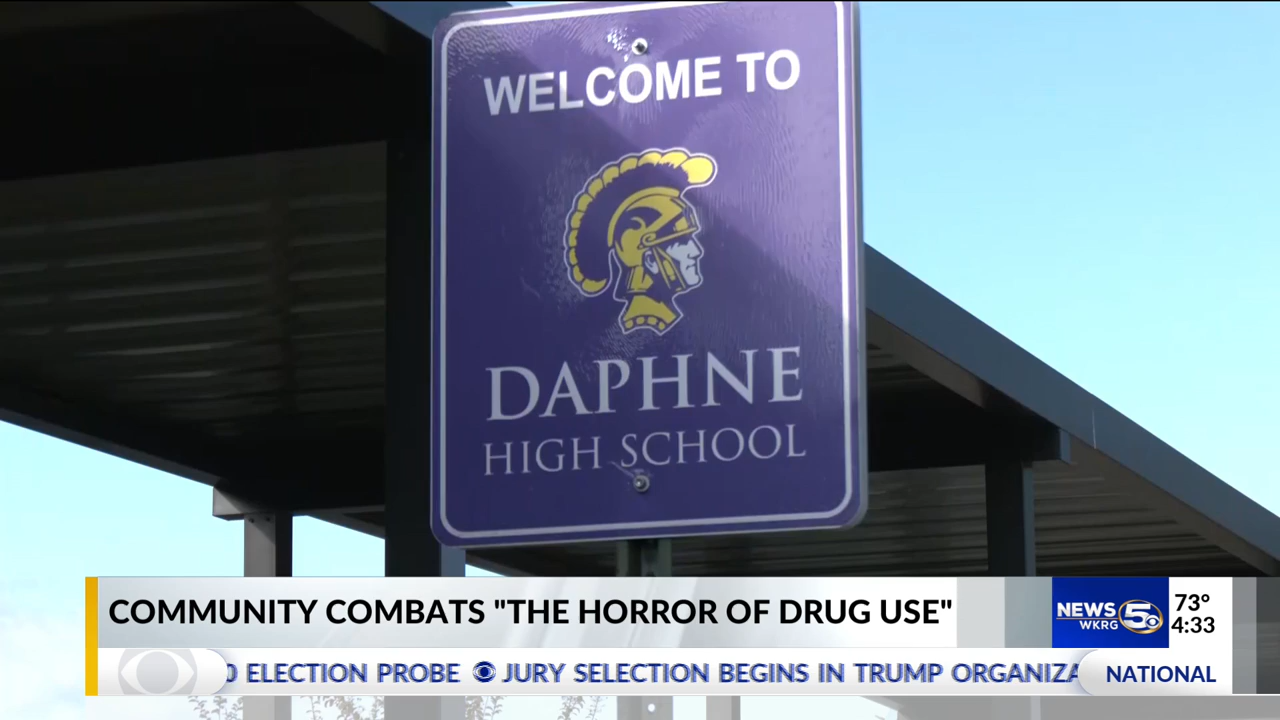 WELCOME TO
DAPHNE
HIGH SCHOOL
COMMUNITY COMBATS "THE HORROR OF DRUG USE"
NEWS 5
WKRG
73°
4:33
ELECTION PROBE JURY SELECTION BEGINS IN TRUMP
NATIONAL